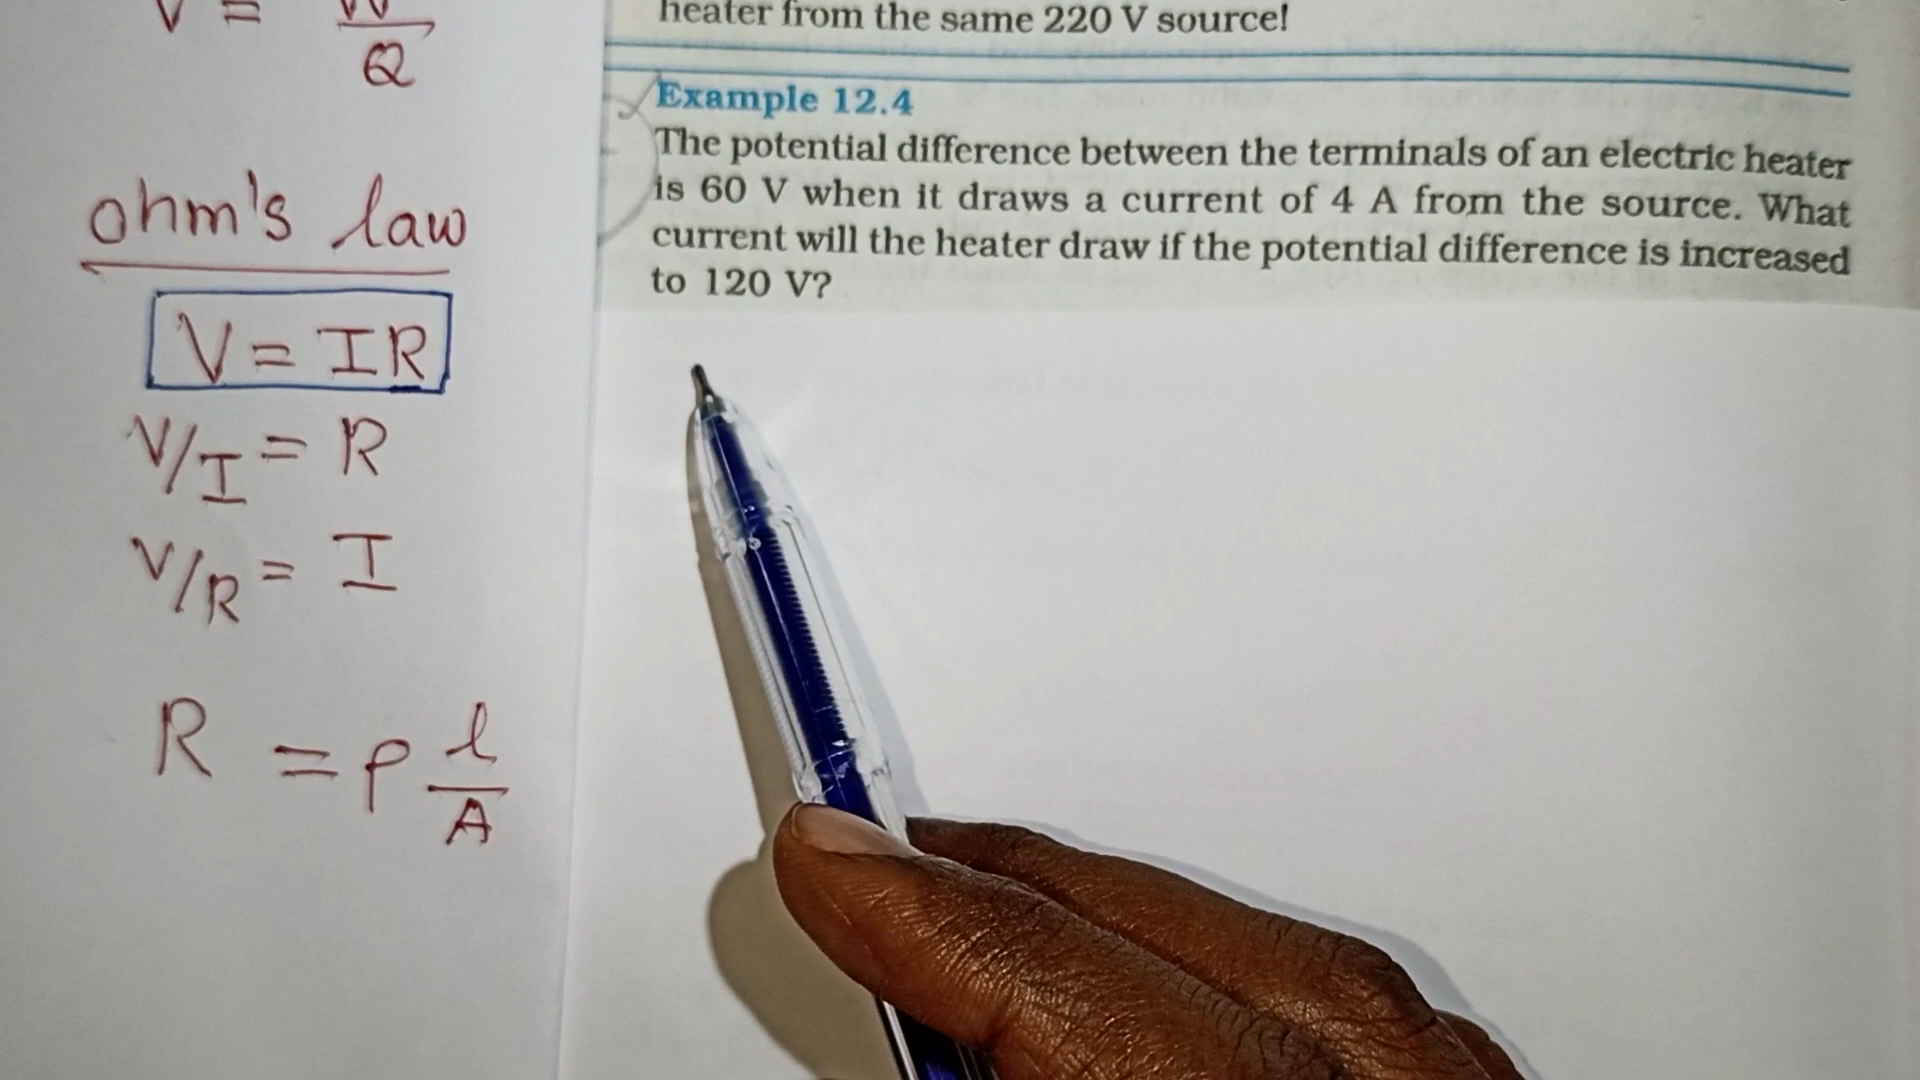 V = W
Q
ohm's law
V = IR
V/I = R
V/R = I
R = ρ l
A
heater from the same 220 V source!
Example 12.4
The potential difference between the terminals of an electric heater
is 60 V when it draws a current of 4 A from the source. What
current will the heater draw if the potential difference is increased
to 120 V?